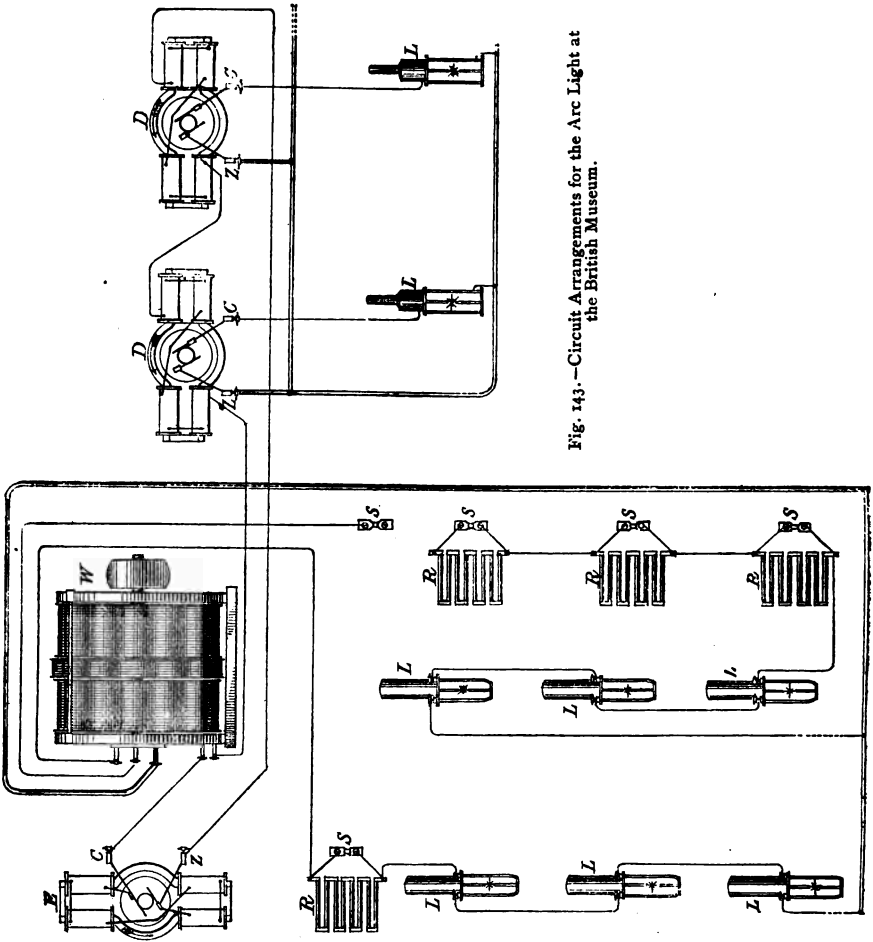 E
C
Z
W
D
D
Z
C
Z
C
R
S
S
L
L
L
R
S
L
L
L
R
S
L
L
R
S
Fig. 143.—Circuit Arrangements for the Arc Light at
the British Museum.